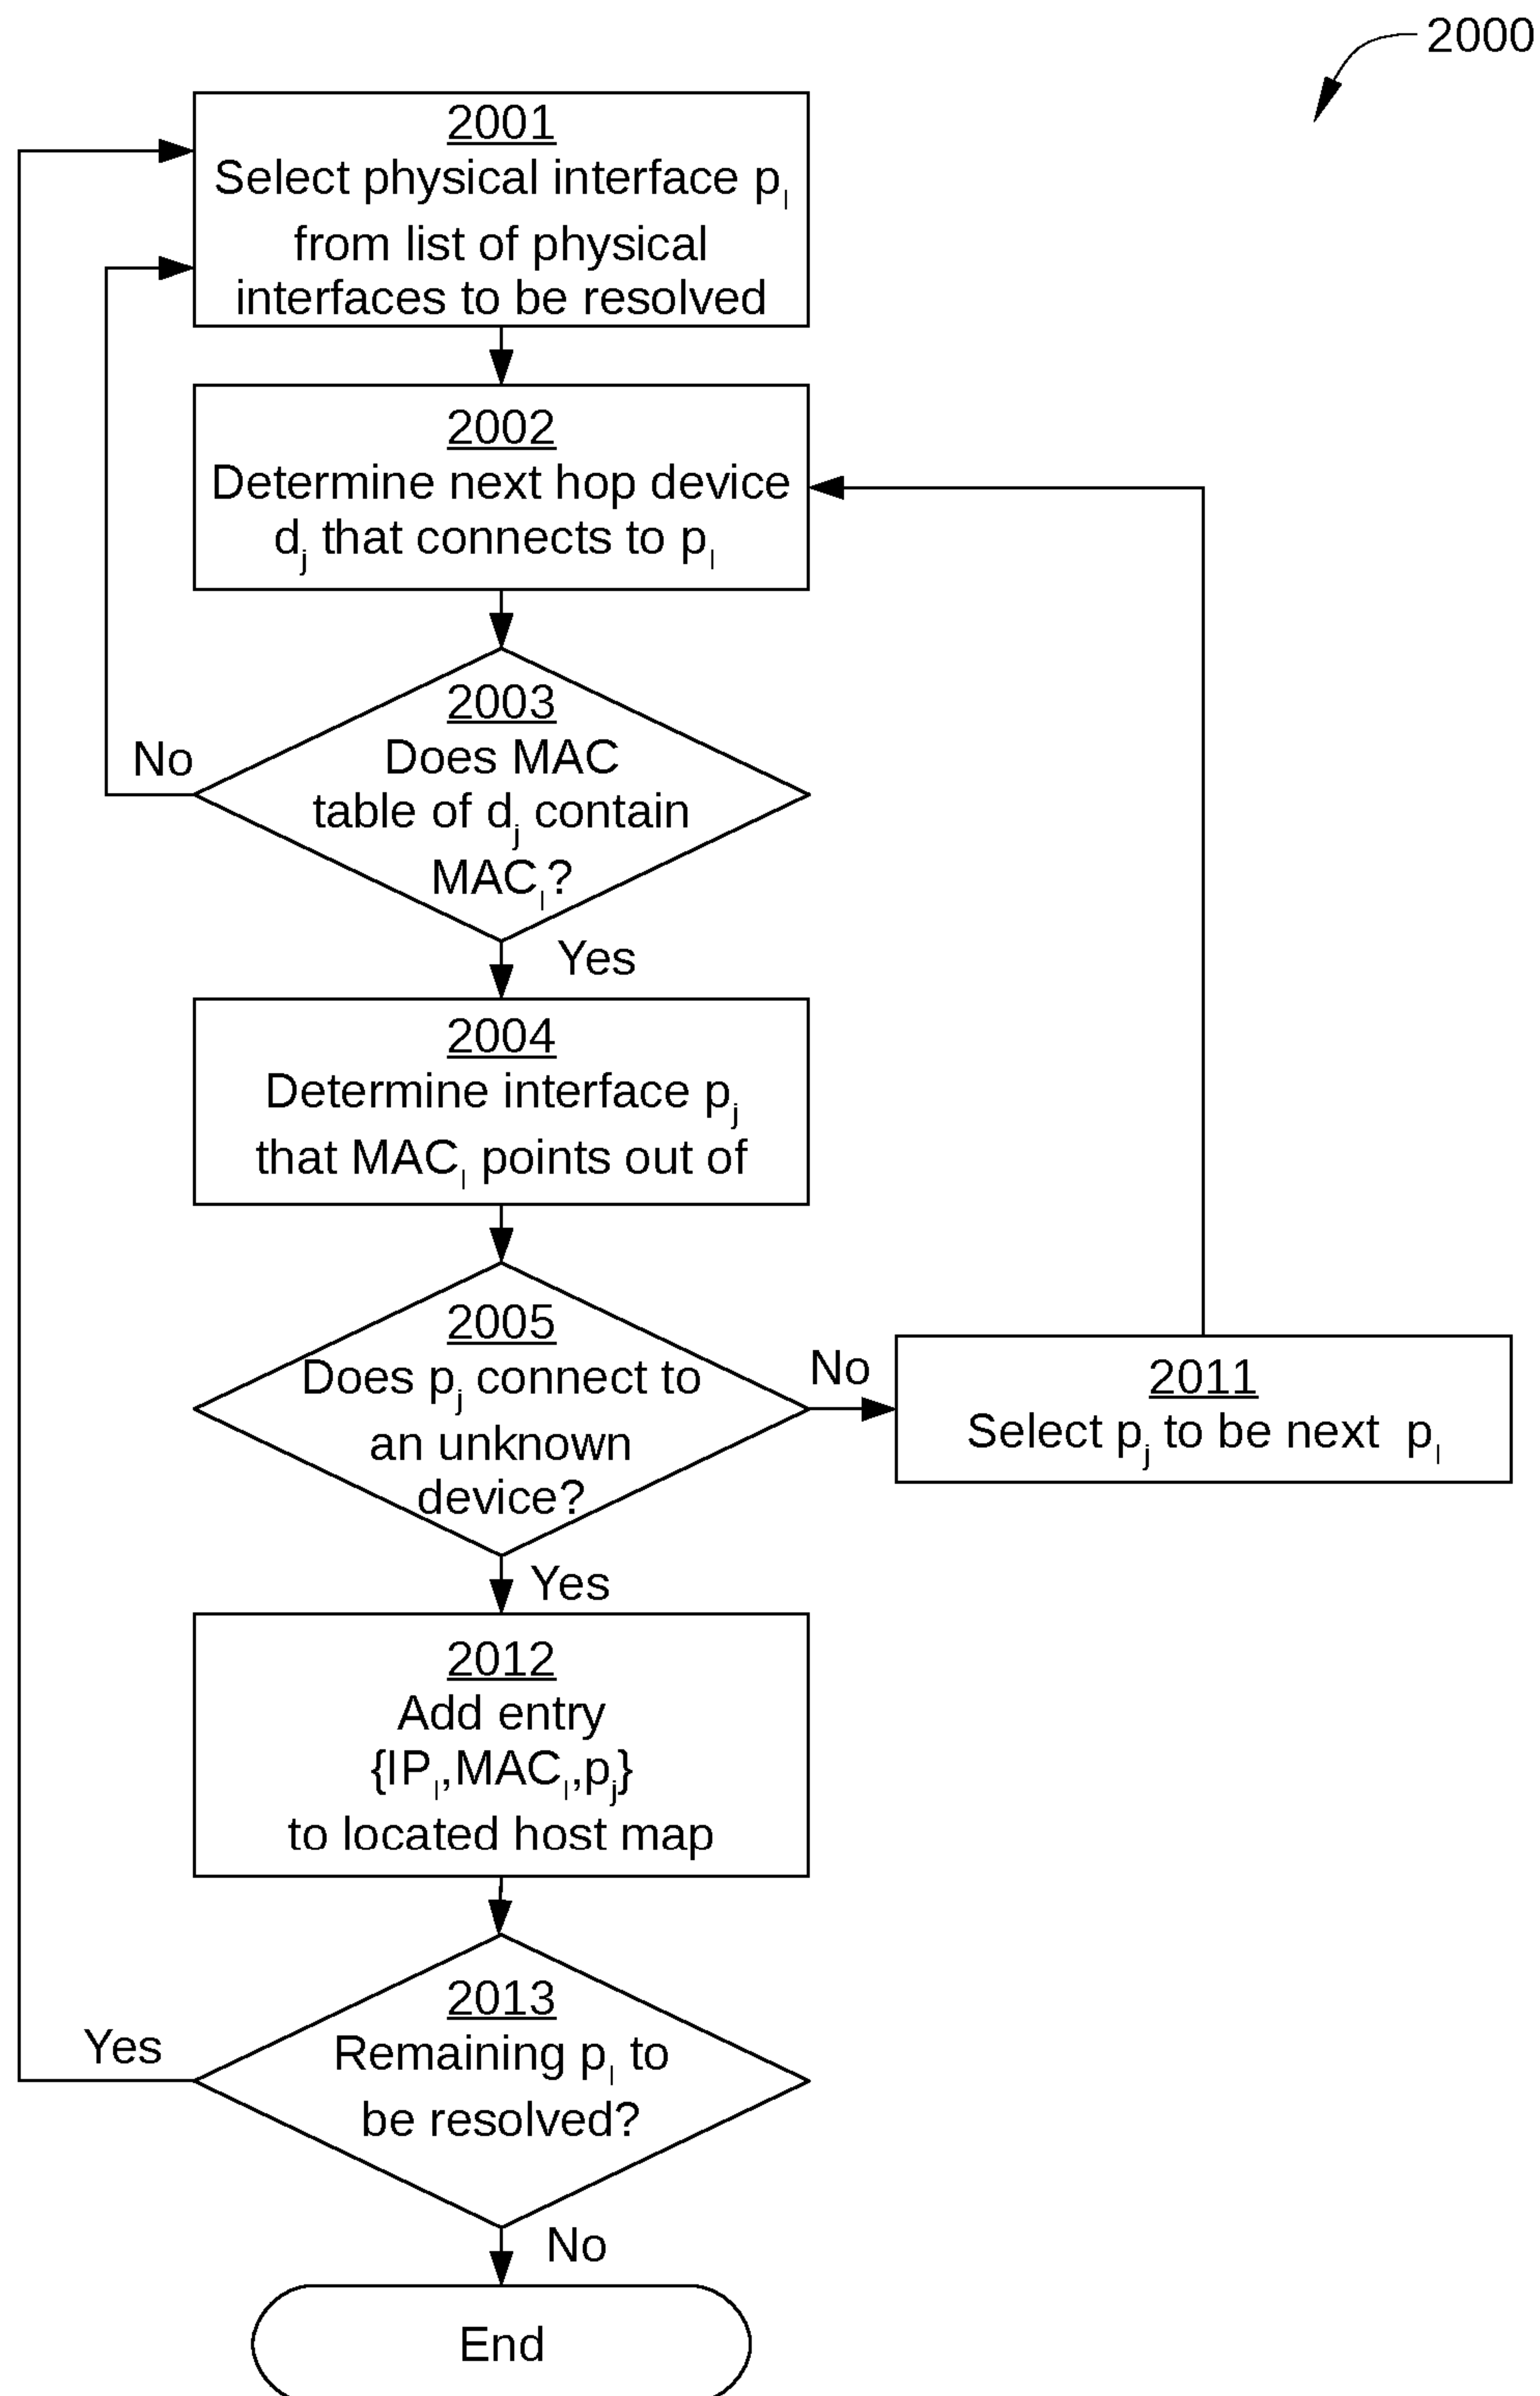 2000
2001
Select physical interface pl
from list of physical
interfaces to be resolved
2002
Determine next hop device
dj that connects to pl
2003
Does MAC
table of dj contain
MACl?
No
Yes
2004
Determine interface pj
that MACl points out of
2005
Does pj connect to
an unknown
device?
No
2011
Select pj to be next pl
Yes
2012
Add entry
{IPl,MACl,pj}
to located host map
2013
Remaining pl to
be resolved?
Yes
No
End